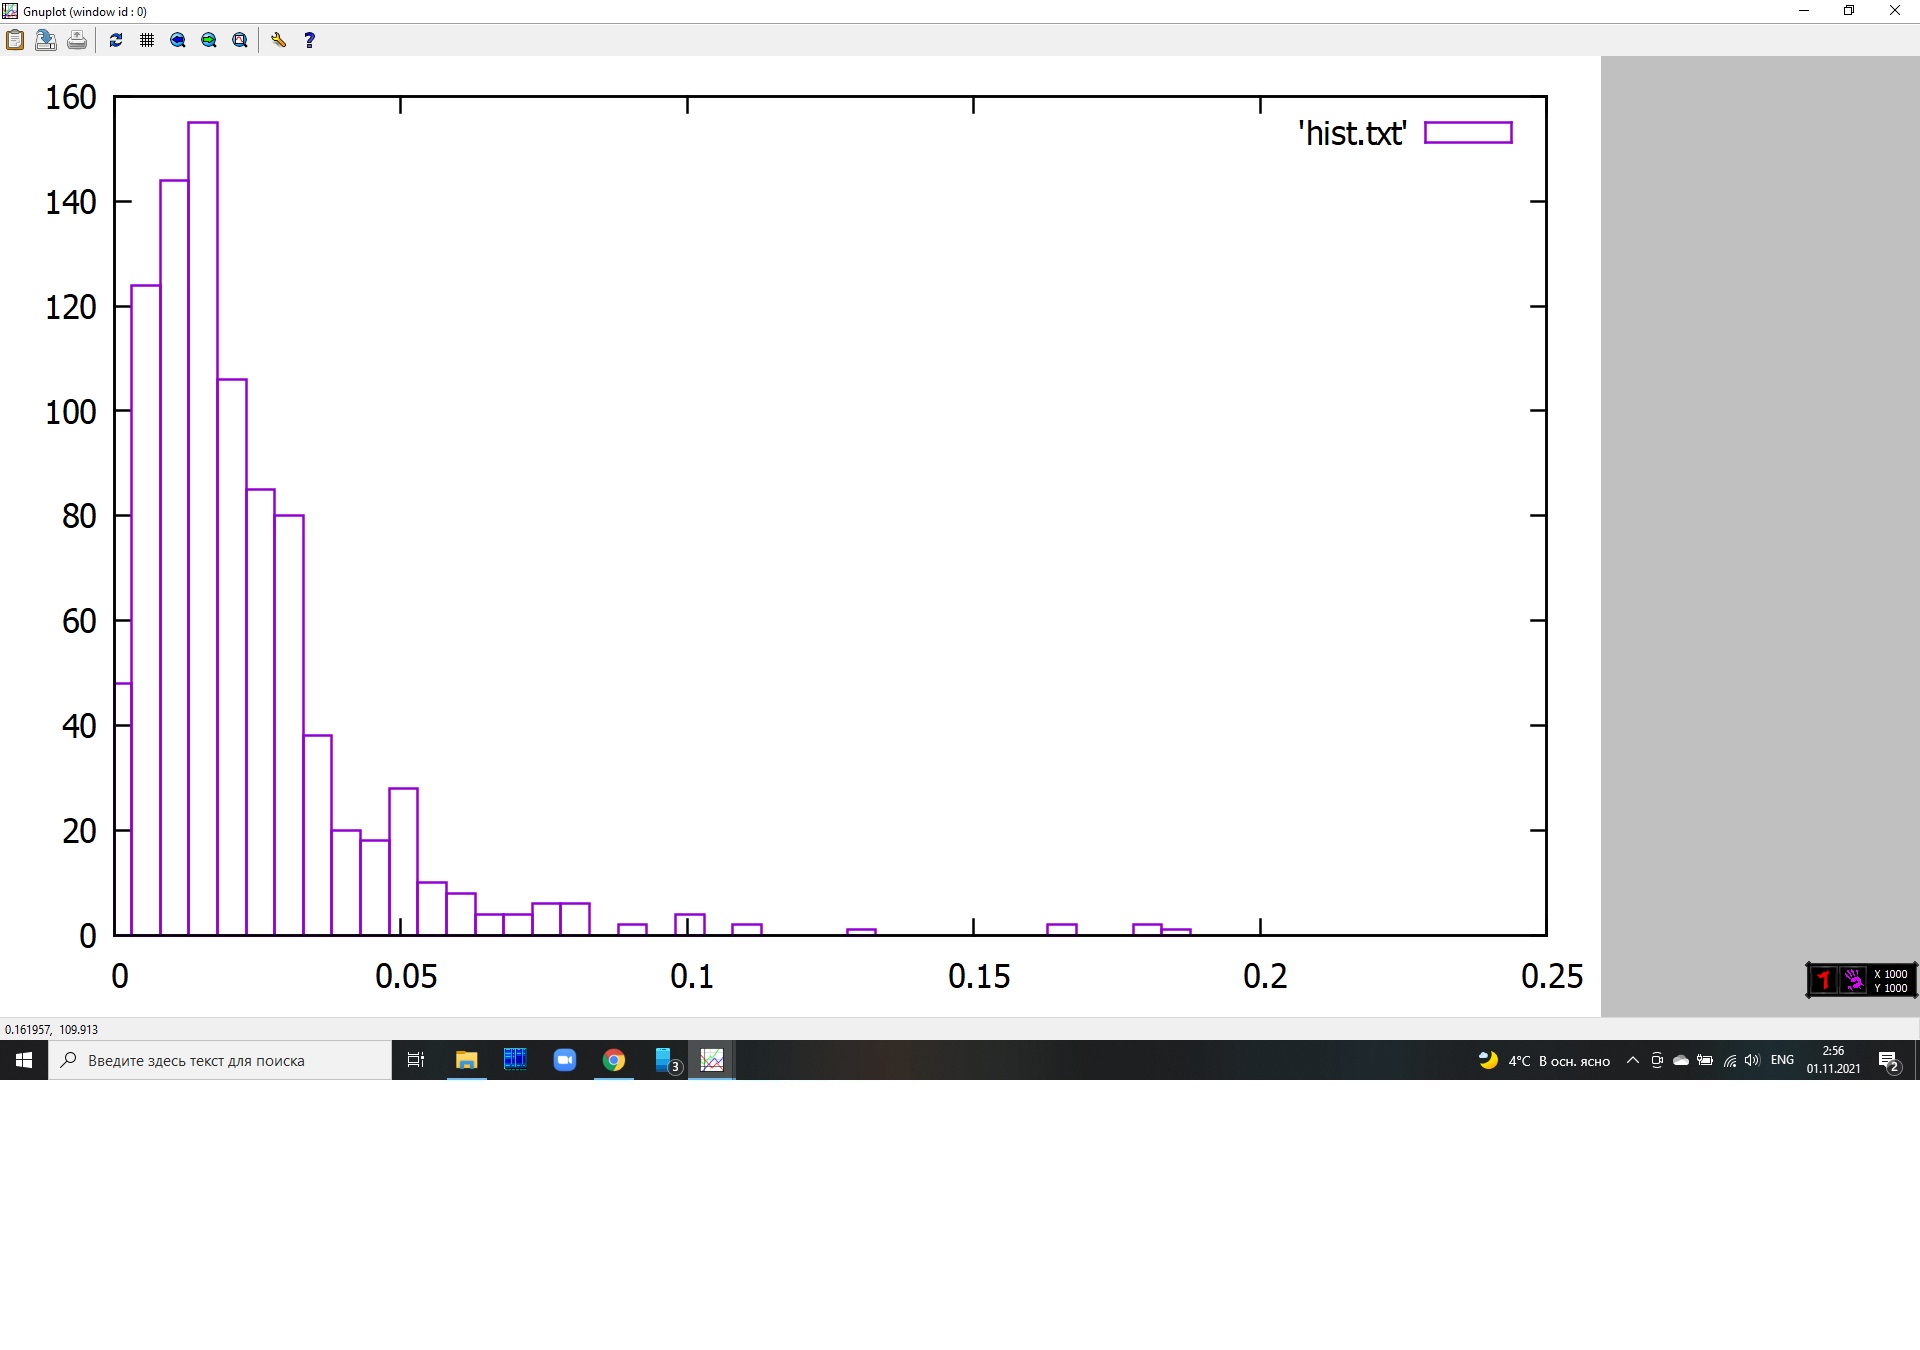 Gnuplot (window id : 0)
?
'hist.txt'
160
140
120
100
80
60
40
20
0
0 0.05 0.1 0.15 0.2 0.25
X 1000
Y 1000
0.161957, 109.913
Введите здесь текст для поиска
3
4°C В осн. ясно
ENG
2:56
01.11.2021
2